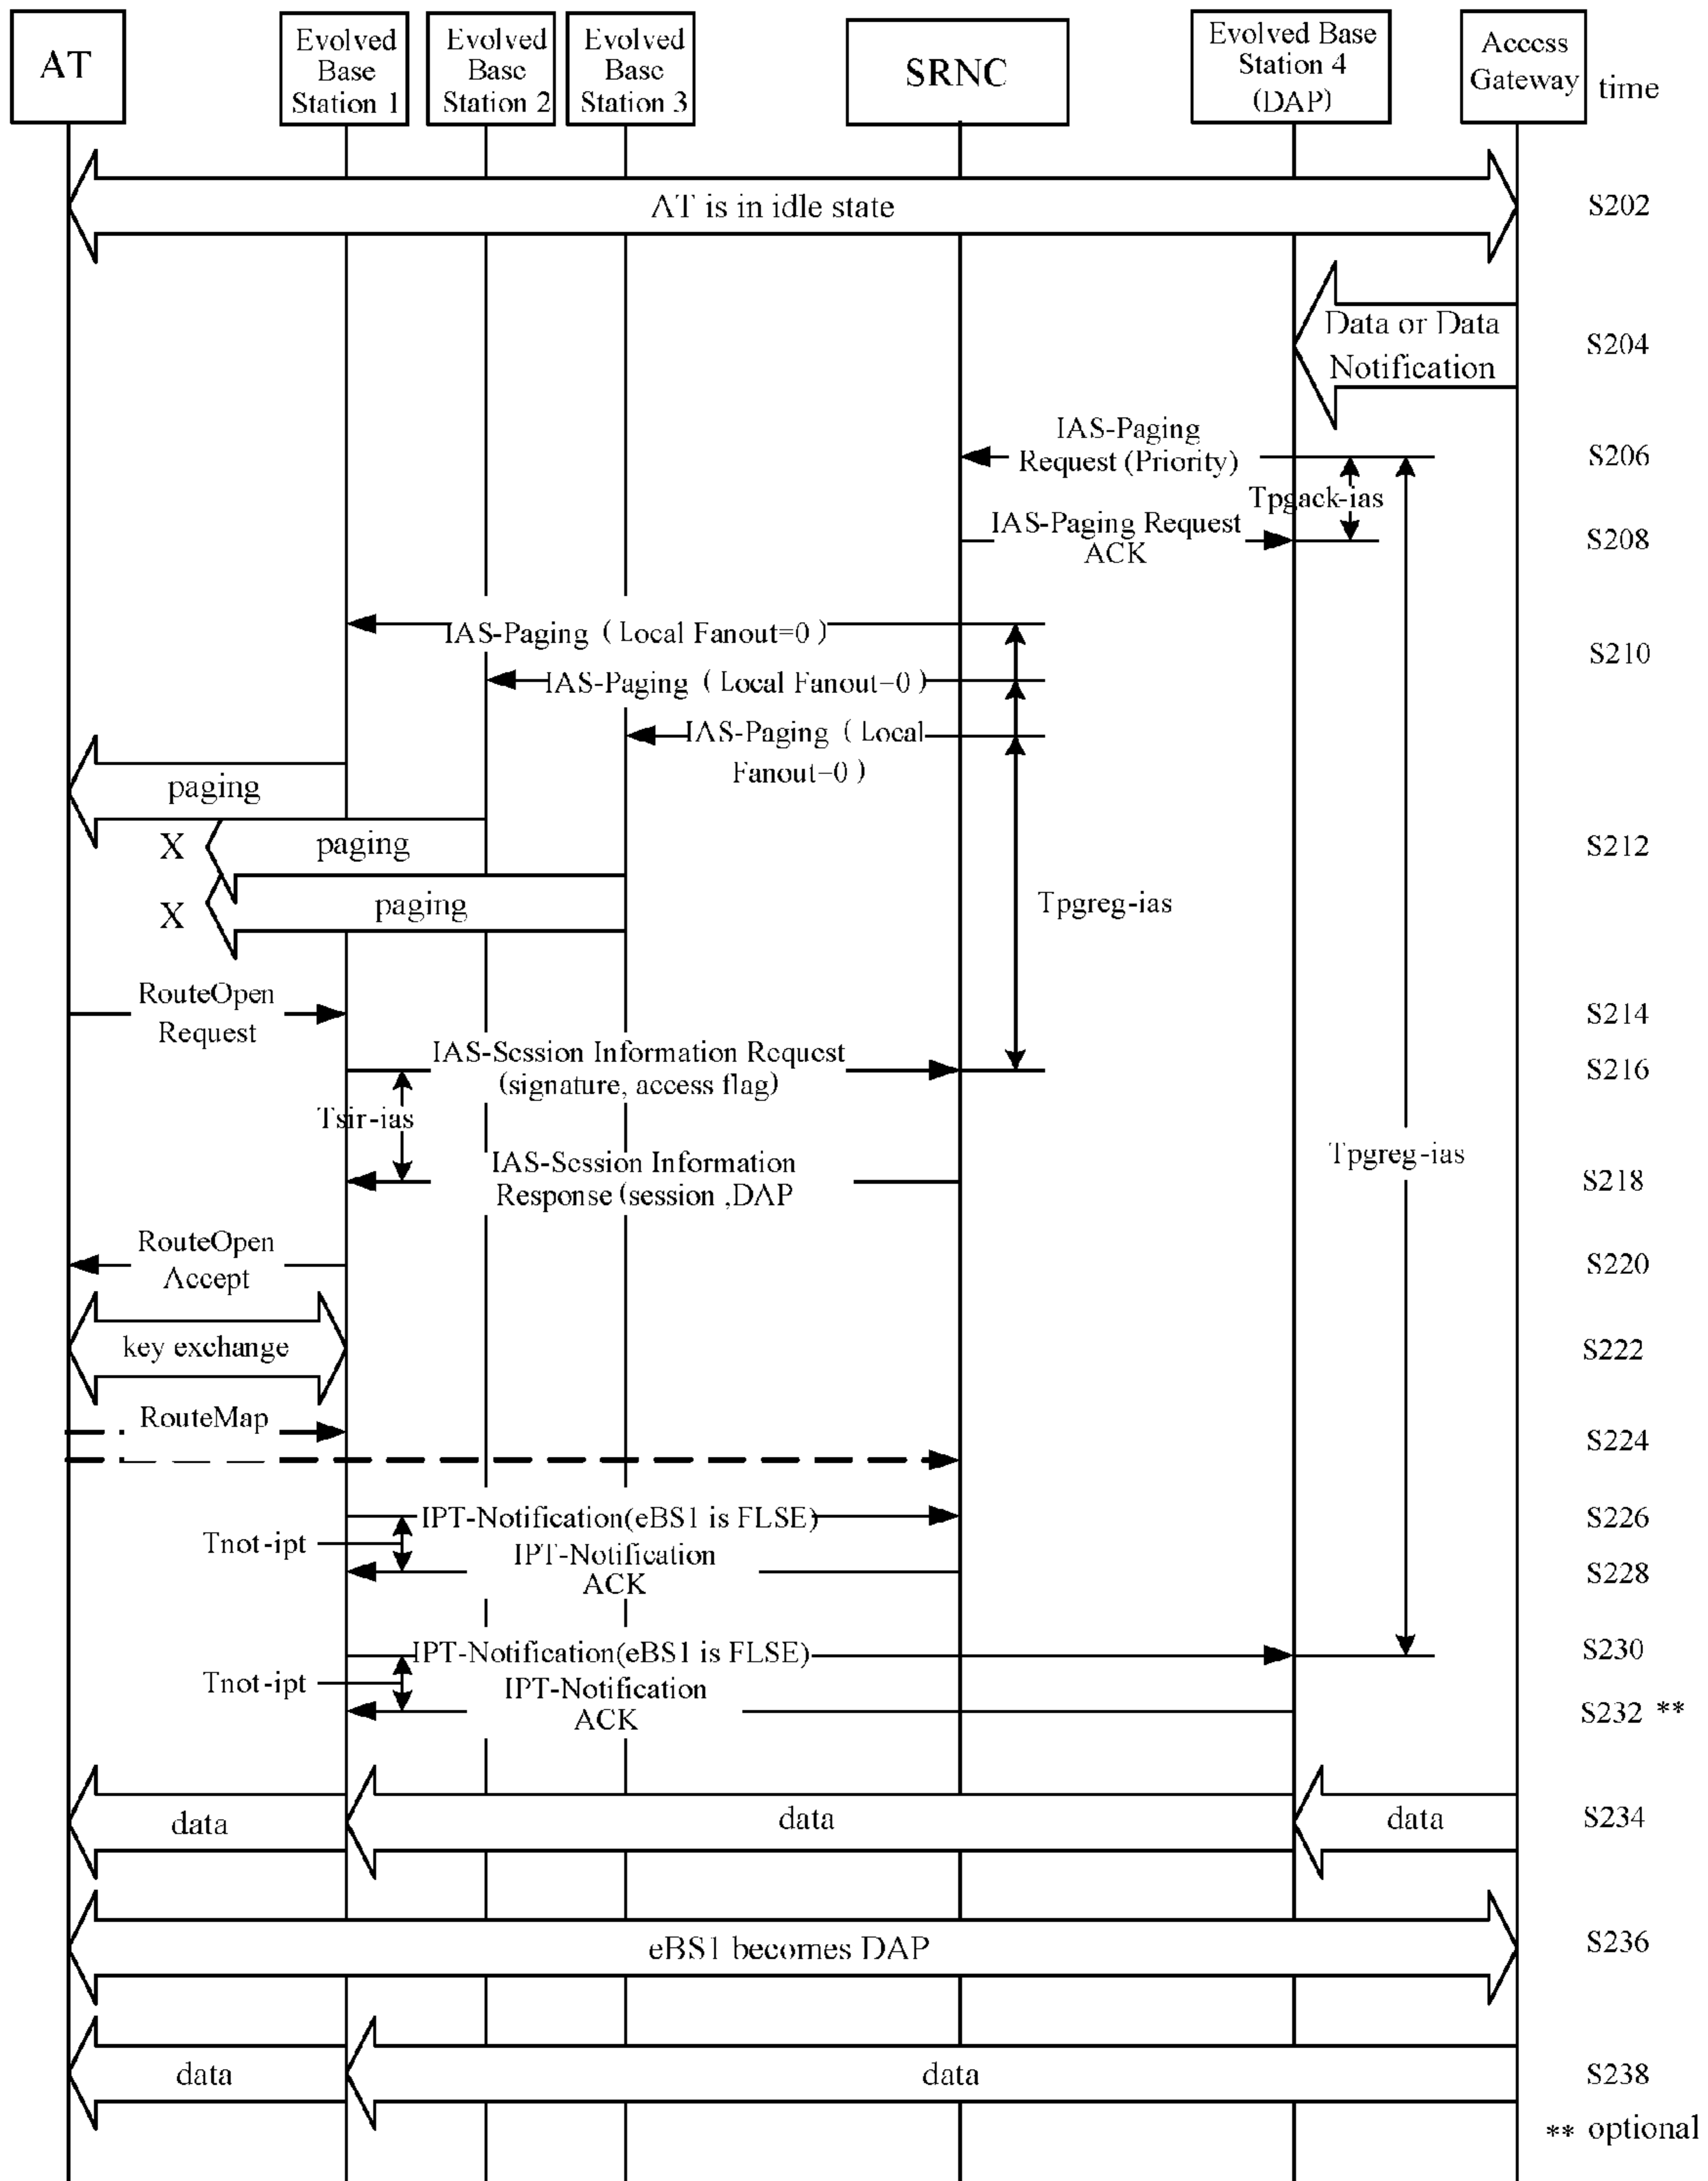 AT
Evolved
Base
Station 1
Evolved
Base
Station 2
Evolved
Base
Station 3
SRNC
Evolved Base
Station 4
(DAP)
Access
Gateway
time
AT is in idle state
S202
Data or Data
Notification
S204
IAS-Paging
Request (Priority)
S206
Tpgack-ias
IAS-Paging Request
ACK
S208
IAS-Paging ( Local Fanout=0 )
S210
IAS-Paging ( Local Fanout=0 )
IAS-Paging ( Local
Fanout=0 )
paging
X
paging
S212
X
paging
Tpgreg-ias
RouteOpen
Request
S214
IAS-Session Information Request
(signature, access flag)
S216
Tsir-ias
Tpgreg-ias
IAS-Session Information
Response (session ,DAP
S218
RouteOpen
Accept
S220
key exchange
S222
RouteMap
S224
IPT-Notification(eBS1 is FLSE)
S226
Tnot-ipt
IPT-Notification
ACK
S228
IPT-Notification(eBS1 is FLSE)
S230
Tnot-ipt
IPT-Notification
ACK
S232 **
data
data
data
S234
eBS1 becomes DAP
S236
data
data
S238
** optional